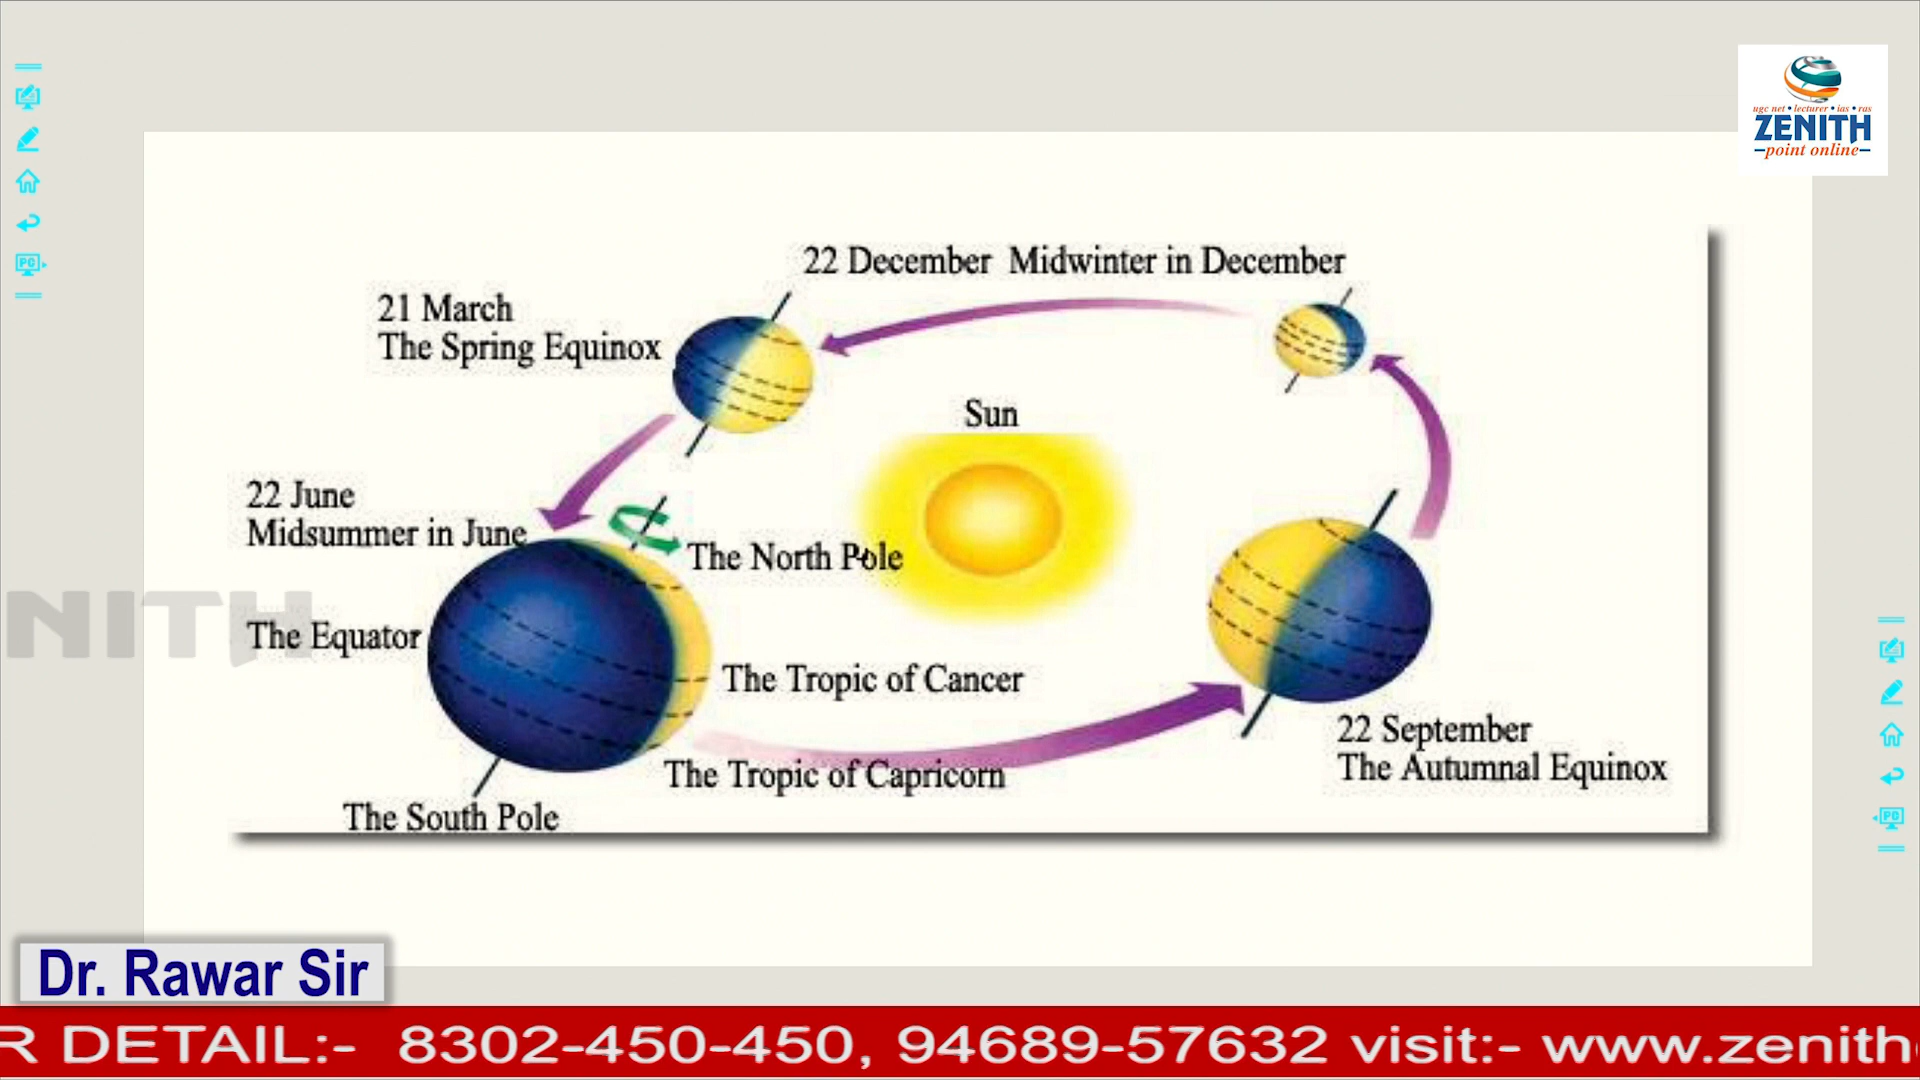 ugc net • lecturer • ias • ras
ZENITH
point online
22 December Midwinter in December
21 March
The Spring Equinox
Sun
22 June
Midsummer in June
The North Pole
NITH
The Equator
The Tropic of Cancer
22 September
The Autumnal Equinox
The Tropic of Capricorn
The South Pole
PG
PG
Dr. Rawar Sir
R DETAIL:- 8302-450-450, 94689-57632 visit:- www.zenith